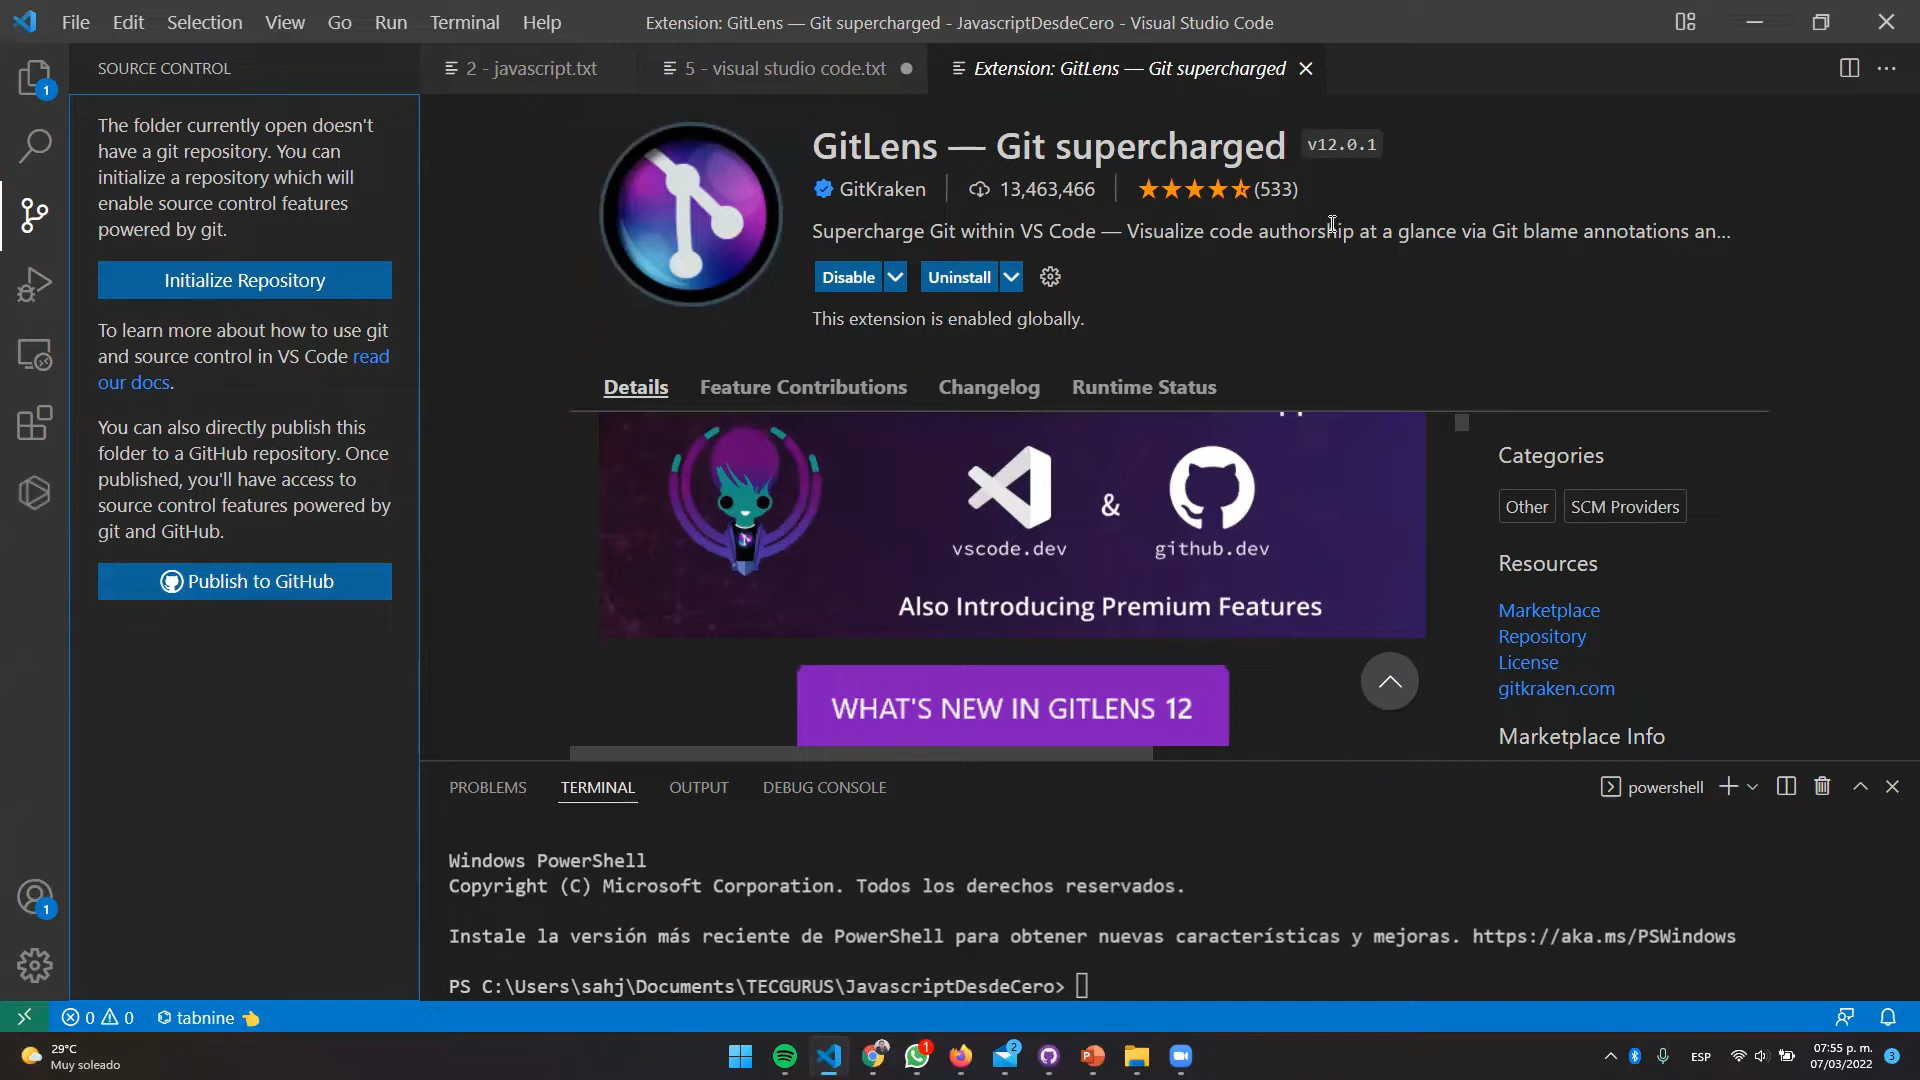 File Edit Selection View Go Run Terminal Help
Extension: GitLens — Git supercharged - JavascriptDesdeCero - Visual Studio Code
1
SOURCE CONTROL
2 - javascript.txt
5 - visual studio code.txt
Extension: GitLens — Git supercharged
The folder currently open doesn't
have a git repository. You can
initialize a repository which will
enable source control features
powered by git.
Initialize Repository
To learn more about how to use git
and source control in VS Code read
our docs.
You can also directly publish this
folder to a GitHub repository. Once
published, you'll have access to
source control features powered by
git and GitHub.
Publish to GitHub
1
GitLens — Git supercharged v12.0.1
GitKraken 13,463,466 (533)
Supercharge Git within VS Code — Visualize code authorship at a glance via Git blame annotations an...
Disable Uninstall
This extension is enabled globally.
Details Feature Contributions Changelog Runtime Status
&
vscode.dev github.dev
Also Introducing Premium Features
WHAT'S NEW IN GITLENS 12
Categories
Other SCM Providers
Resources
Marketplace
Repository
License
gitkraken.com
Marketplace Info
PROBLEMS TERMINAL OUTPUT DEBUG CONSOLE
powershell
Windows PowerShell
Copyright (C) Microsoft Corporation. Todos los derechos reservados.
Instale la versión más reciente de PowerShell para obtener nuevas características y mejoras. https://aka.ms/PSWindows
PS C:\Users\sahj\Documents\TECGURUS\JavascriptDesdeCero>
0 0 tabnine
29°C
Muy soleado
1
2
ESP
07:55 p. m.
07/03/2022
3